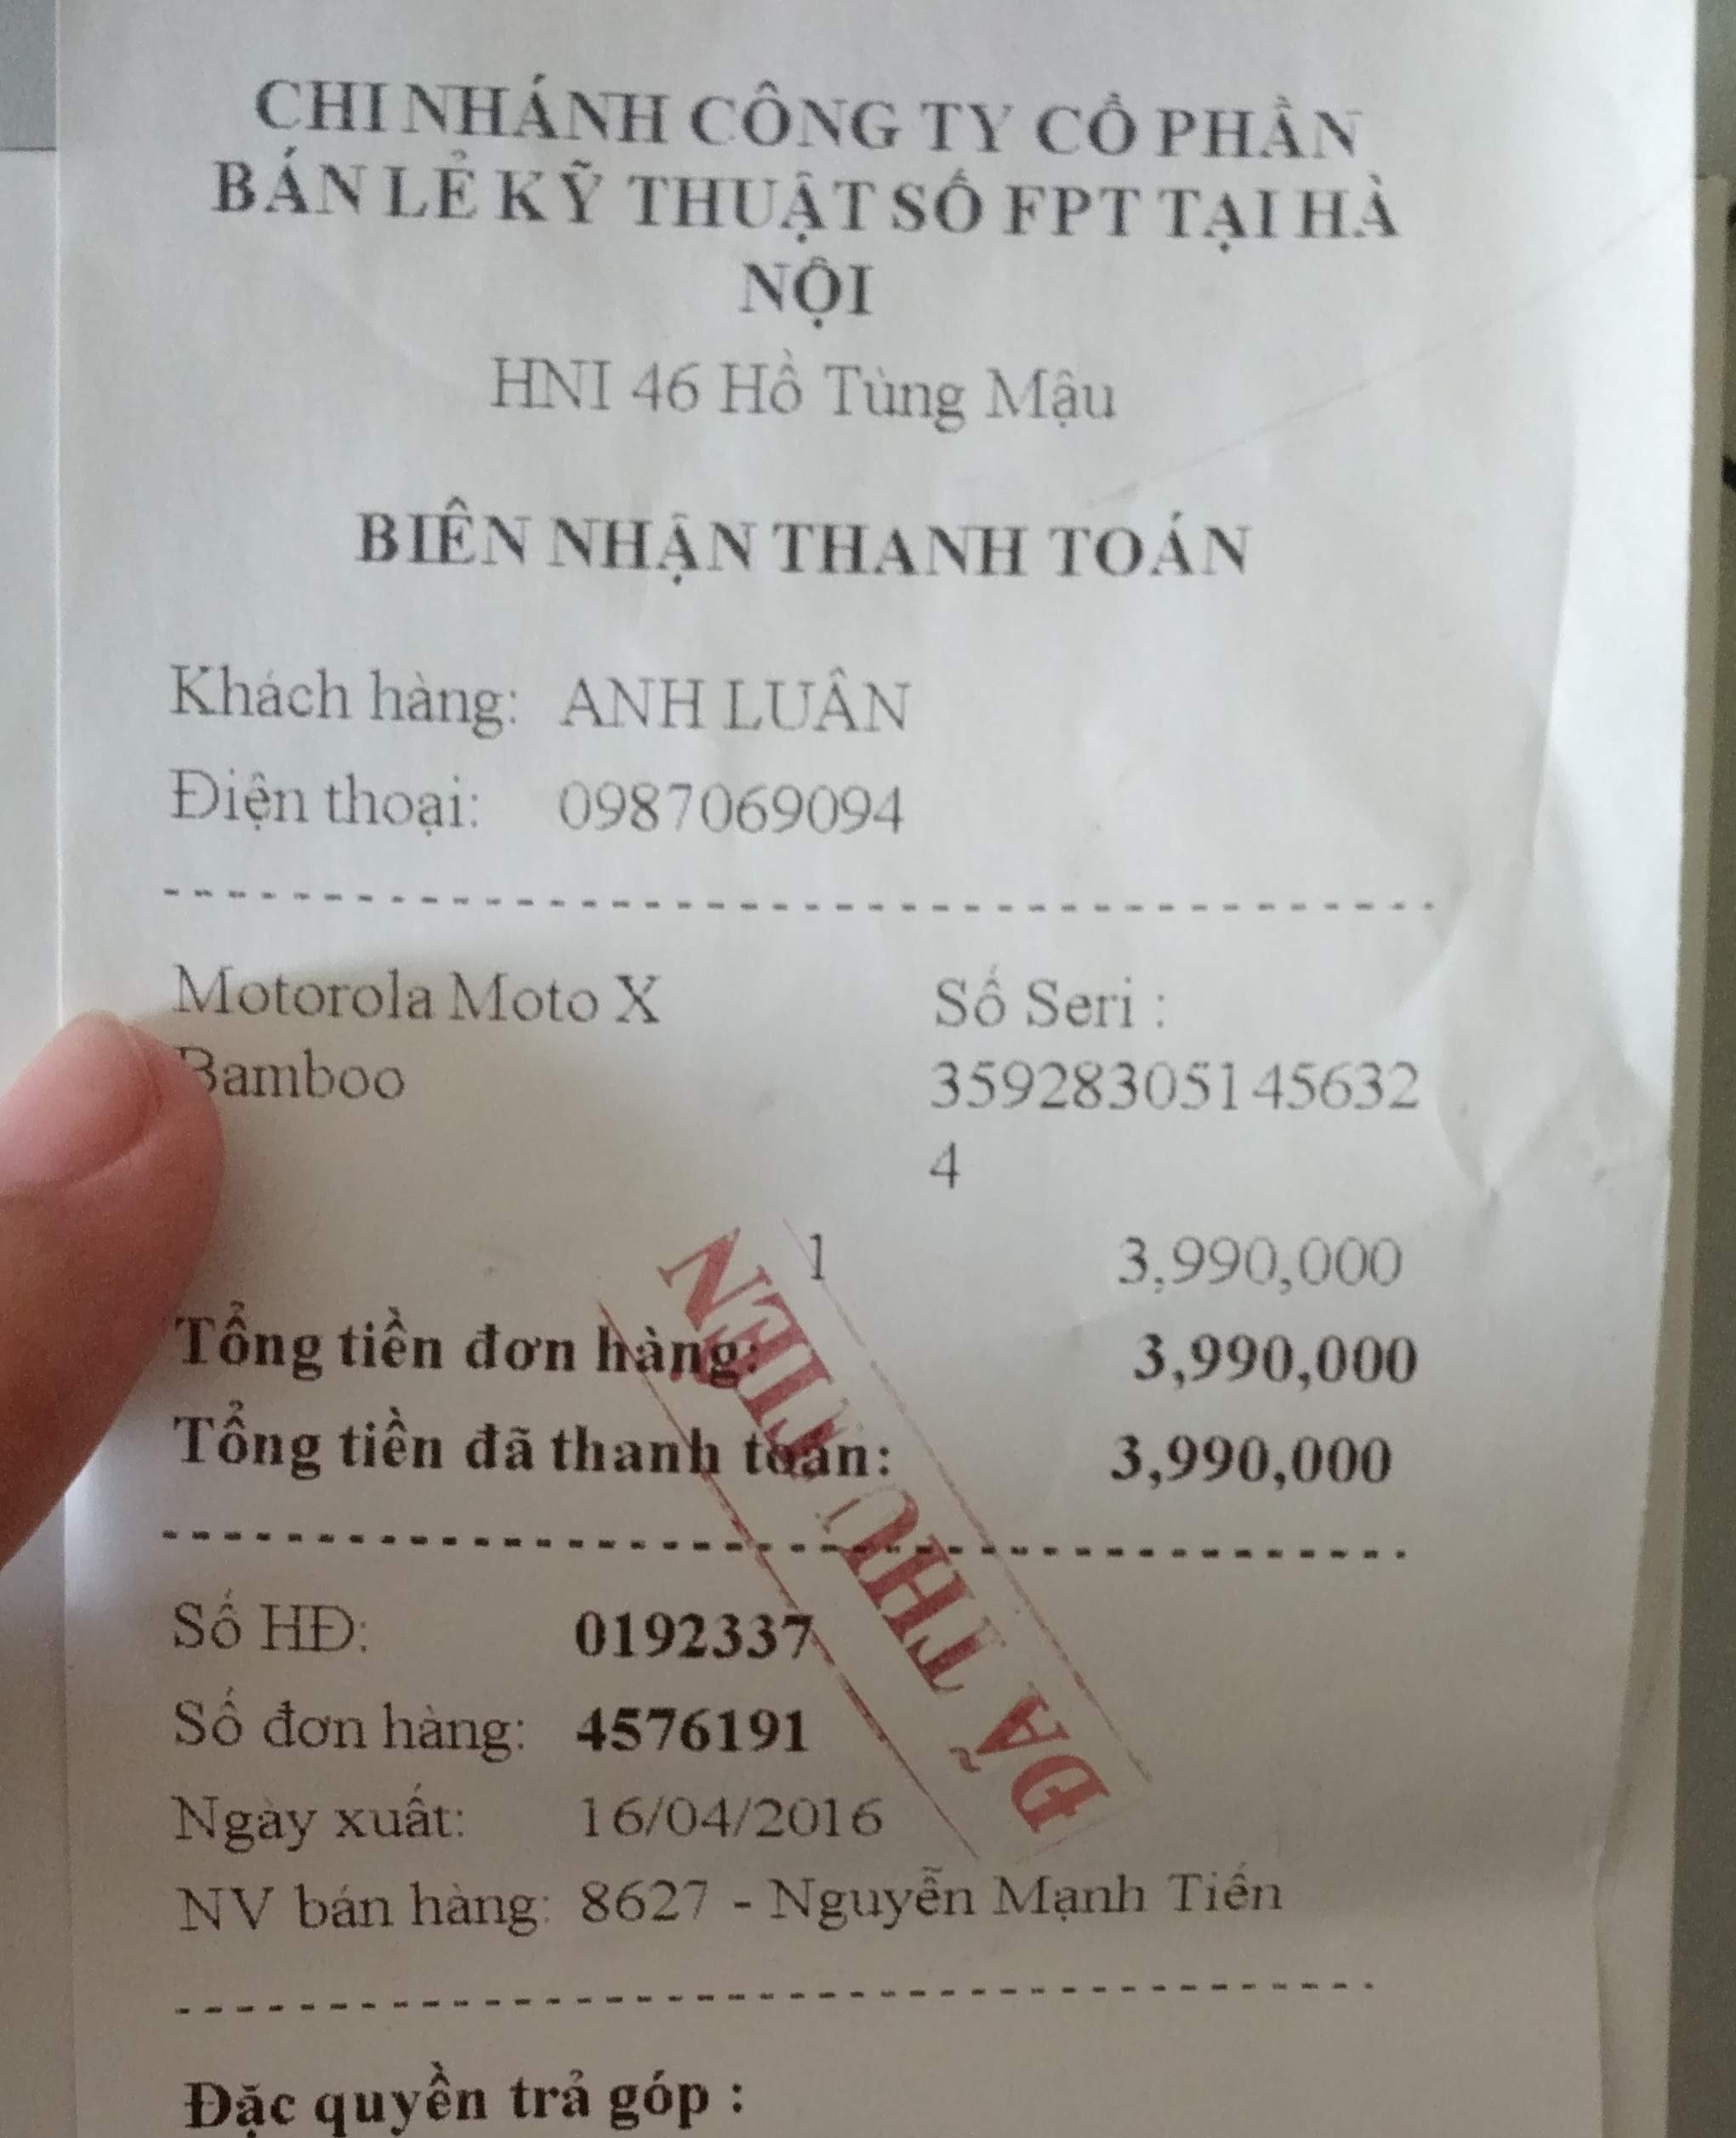 CHI NHÁNH CÔNG TY CỔ PHẦN
BÁN LẺ KỸ THUẬT SỐ FPT TẠI HÀ
NỘI
HNI 46 Hồ Tùng Mậu
BIÊN NHẬN THANH TOÁN
Khách hàng: ANH LUÂN
Điện thoại: 0987069094
Motorola Moto X Số Seri :
Bamboo 35928305145632
4
1 3,990,000
Tổng tiền đơn hàng: 3,990,000
Tổng tiền đã thanh toán: 3,990,000
ĐÃ THU TIỀN
Số HĐ: 0192337
Số đơn hàng: 4576191
Ngày xuất: 16/04/2016
NV bán hàng: 8627 - Nguyễn Mạnh Tiến
Đặc quyền trả góp :